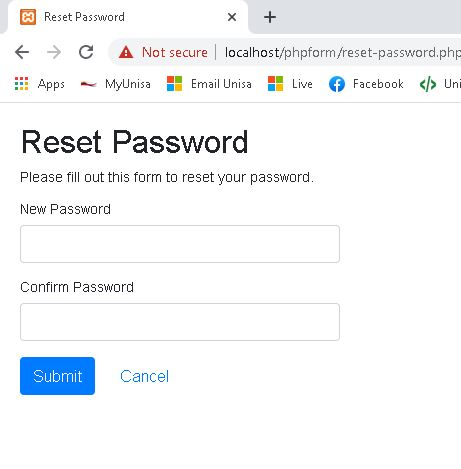 Reset Password
Not secure | localhost/phpform/reset-password.php
Apps MyUnisa Email Unisa Live Facebook Uni
Reset Password
Please fill out this form to reset your password.
New Password
Confirm Password
Submit Cancel